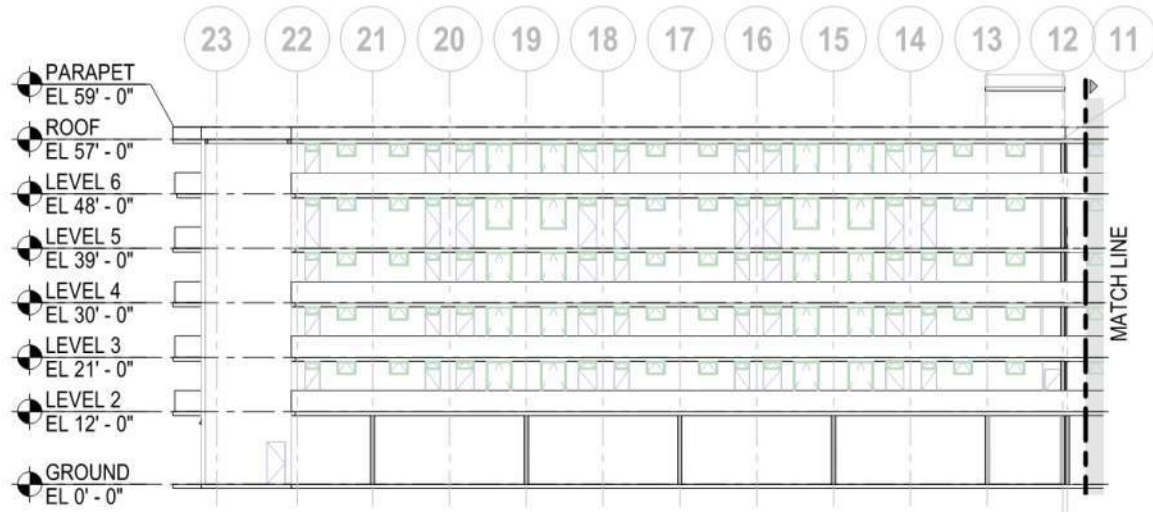 23 22 21 20 19 18 17 16 15 14 13 12 11
PARAPET
EL 59' - 0"
ROOF
EL 57' - 0"
LEVEL 6
EL 48' - 0"
LEVEL 5
EL 39' - 0"
LEVEL 4
EL 30' - 0"
LEVEL 3
EL 21' - 0"
LEVEL 2
EL 12' - 0"
GROUND
EL 0' - 0"
MATCH LINE